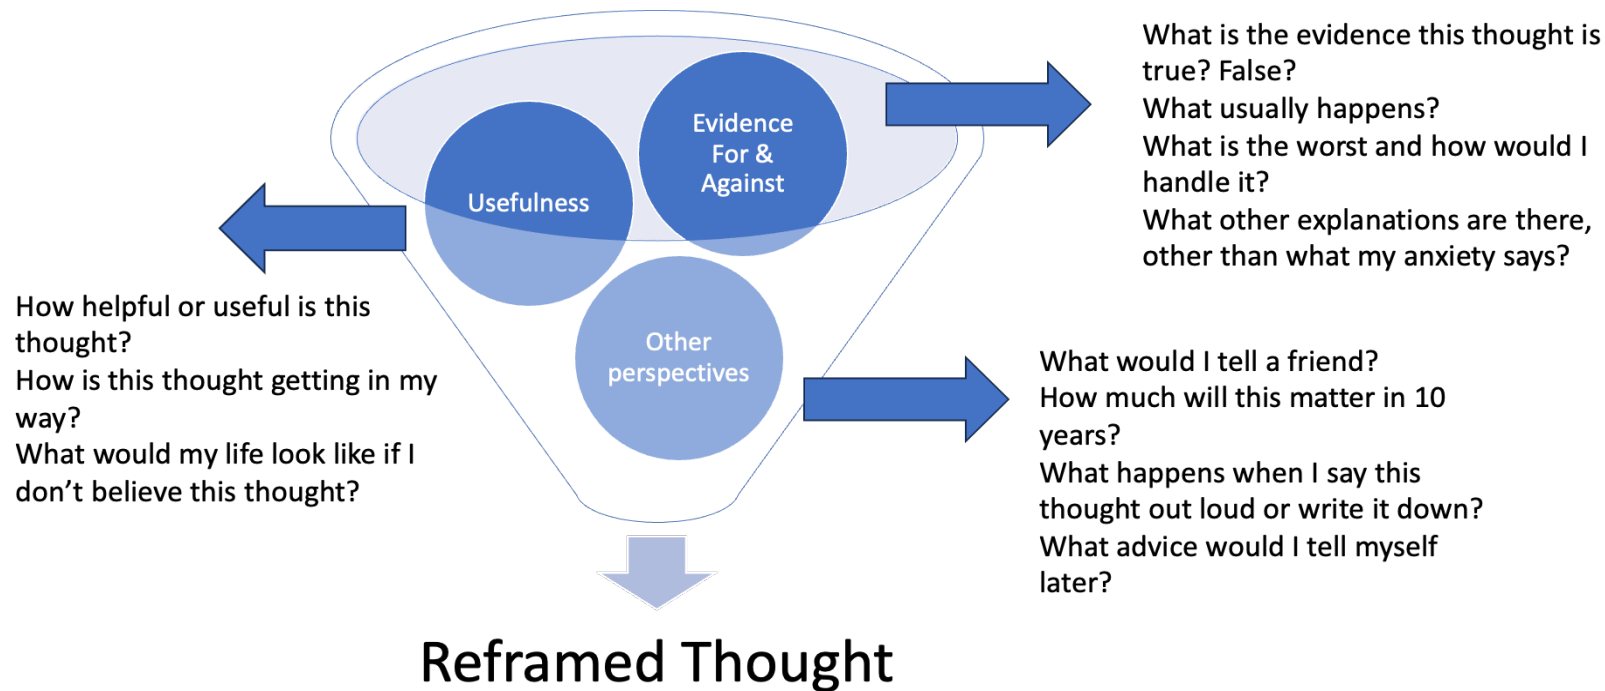 Usefulness
Evidence
For &
Against
Other
perspectives
What is the evidence this thought is
true? False?
What usually happens?
What is the worst and how would I
handle it?
What other explanations are there,
other than what my anxiety says?
How helpful or useful is this
thought?
How is this thought getting in my
way?
What would my life look like if I
don’t believe this thought?
What would I tell a friend?
How much will this matter in 10
years?
What happens when I say this
thought out loud or write it down?
What advice would I tell myself
later?
Reframed Thought